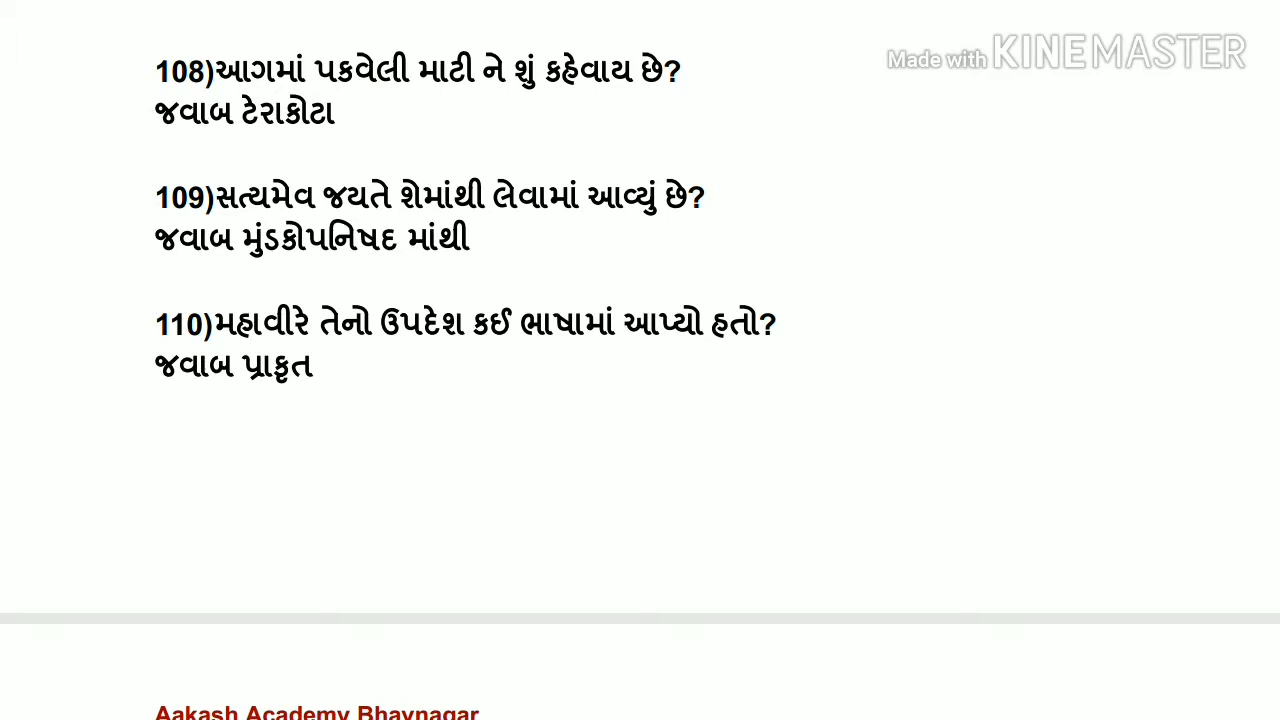 Made with KINEMASTER
108)આગમાં પકવેલી માટી ને શું કહેવાય છે?
જવાબ ટેરાકોટા
109)સત્યમેવ જયતે શેમાંથી લેવામાં આવ્યું છે?
જવાબ મુંડકોપનિષદ માંથી
110)મહાવીરે તેનો ઉપદેશ કઈ ભાષામાં આપ્યો હતો?
જવાબ પ્રાકૃત
Aakash Academy Bhavnagar